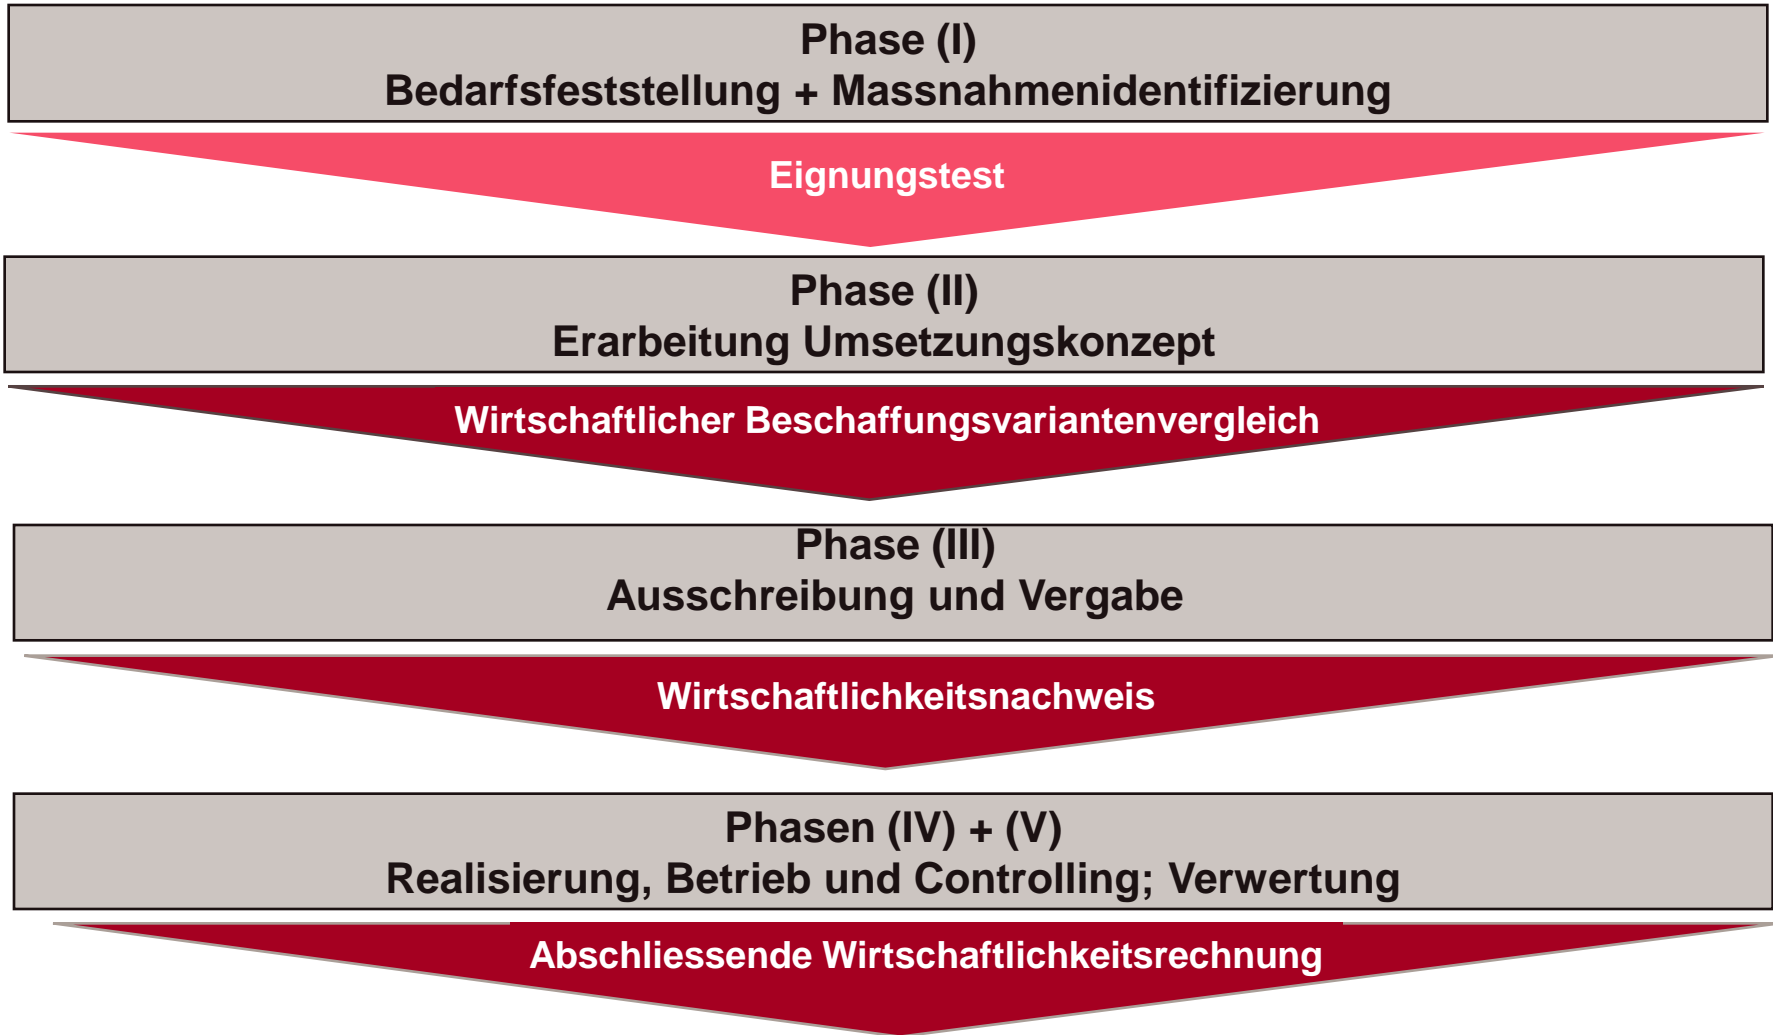 Phase (I)
Bedarfsfeststellung + Massnahmenidentifizierung
Eignungstest
Phase (II)
Erarbeitung Umsetzungskonzept
Wirtschaftlicher Beschaffungsvariantenvergleich
Phase (III)
Ausschreibung und Vergabe
Wirtschaftlichkeitsnachweis
Phasen (IV) + (V)
Realisierung, Betrieb und Controlling; Verwertung
Abschliessende Wirtschaftlichkeitsrechnung